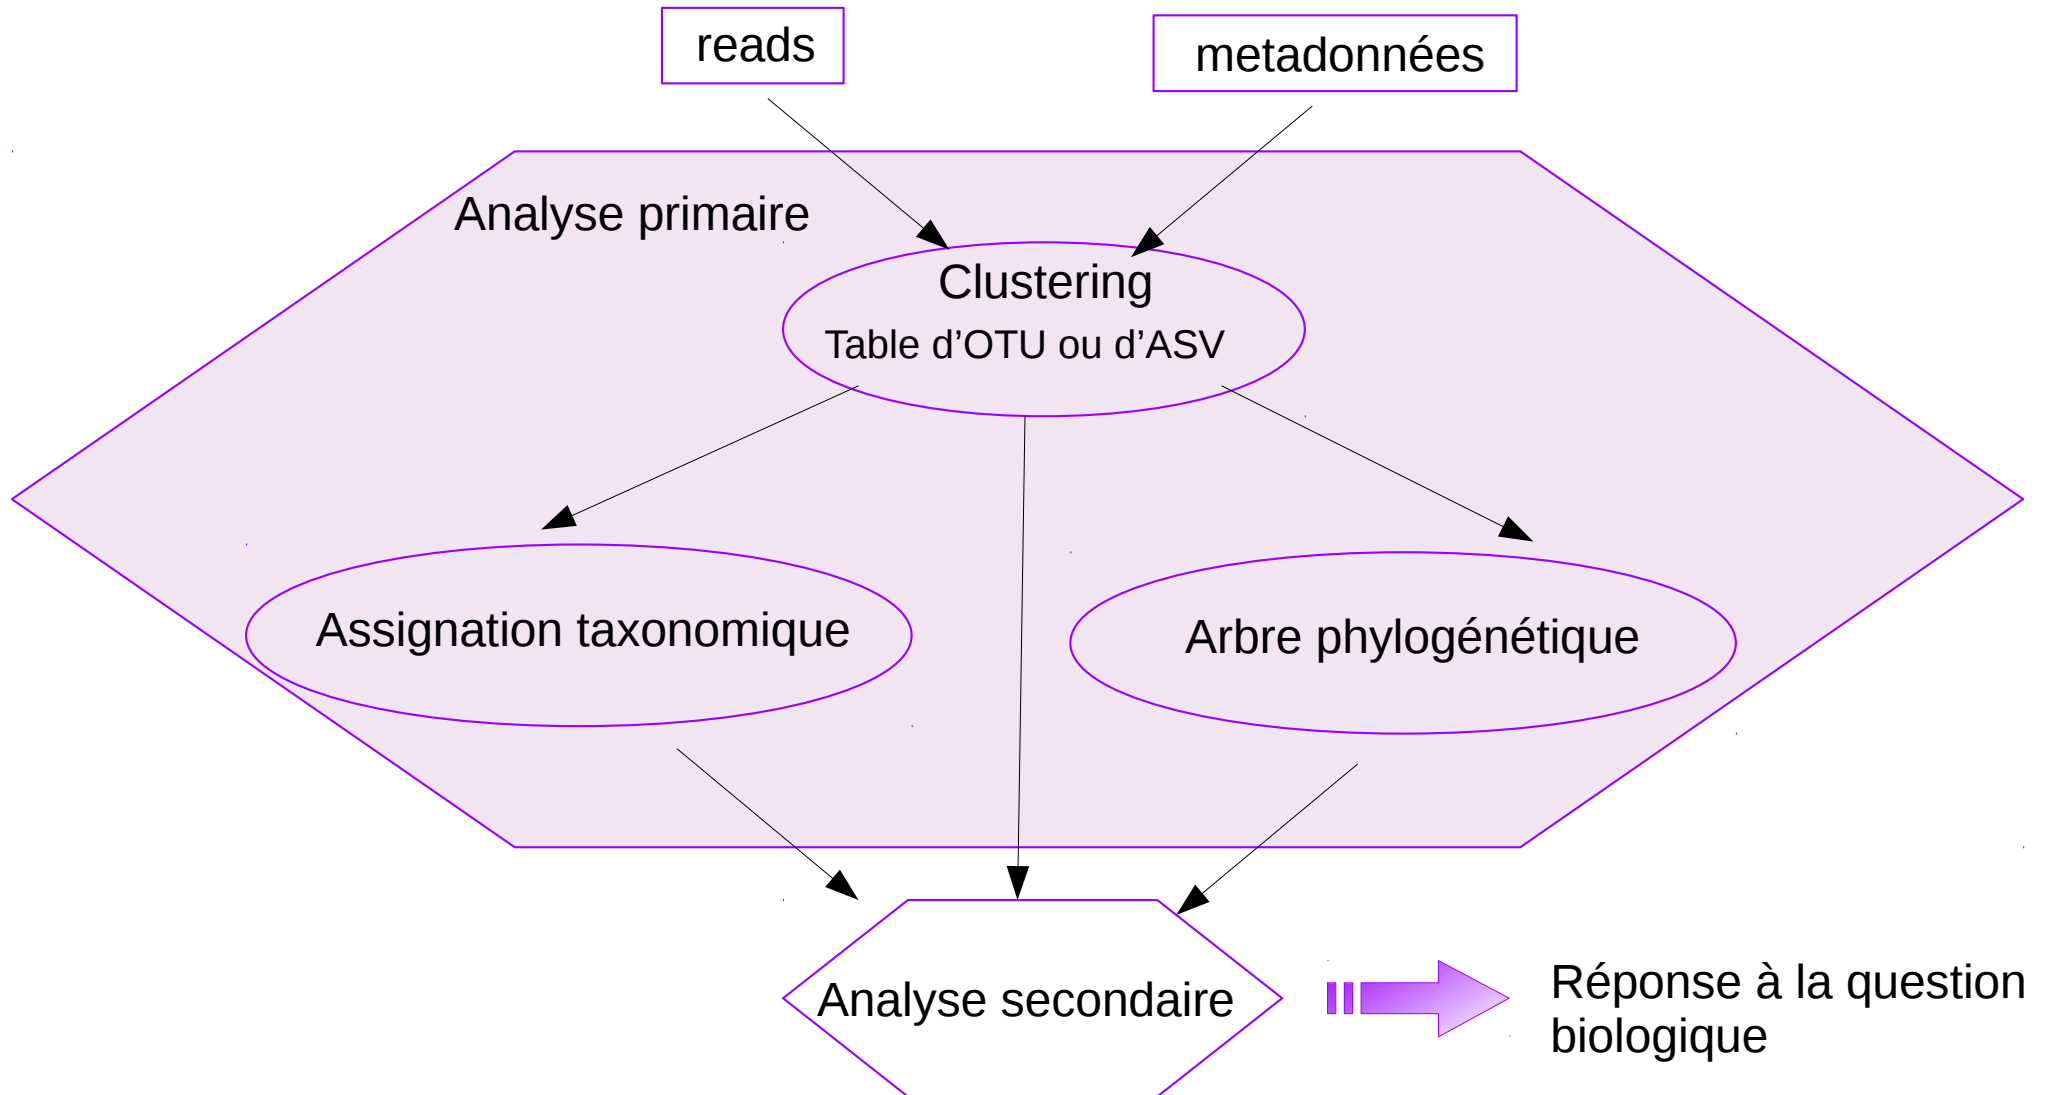 reads
metadonnées
Analyse primaire
Clustering
Table d’OTU ou d’ASV
Assignation taxonomique
Arbre phylogénétique
Analyse secondaire
Réponse à la question
biologique